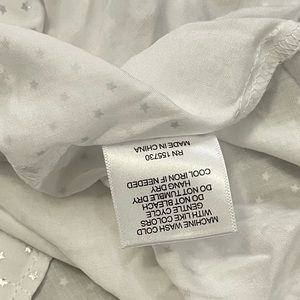 MACHINE WASH COLD
WITH LIKE COLORS
GENTLE CYCLE
DO NOT BLEACH
DO NOT TUMBLE DRY
HANG DRY
COOL IRON IF NEEDED
RN 155730
MADE IN CHINA